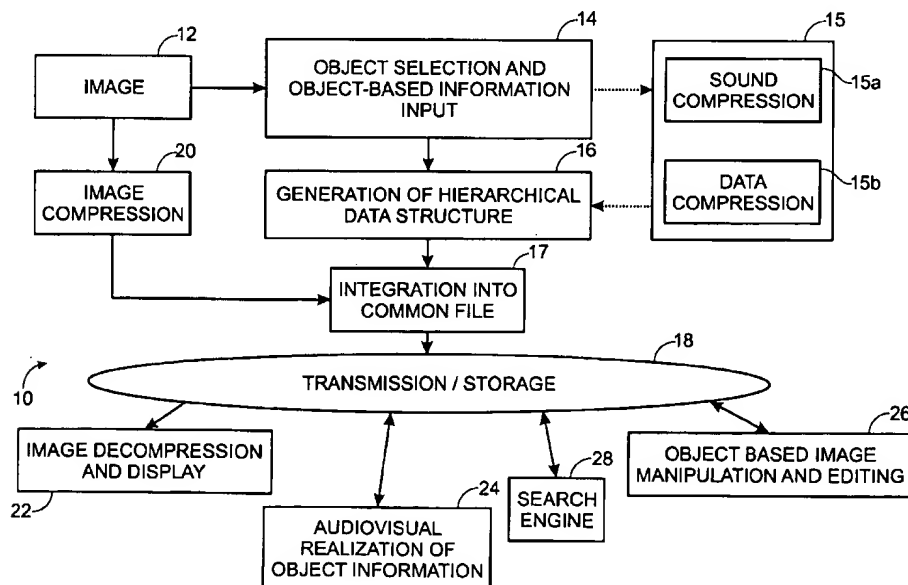 12
IMAGE
14
OBJECT SELECTION AND
OBJECT-BASED INFORMATION
INPUT
15
SOUND
COMPRESSION
15a
20
IMAGE
COMPRESSION
16
GENERATION OF HIERARCHICAL
DATA STRUCTURE
DATA
COMPRESSION
15b
17
INTEGRATION INTO
COMMON FILE
10
18
TRANSMISSION / STORAGE
IMAGE DECOMPRESSION
AND DISPLAY
22
24
AUDIOVISUAL
REALIZATION OF
OBJECT INFORMATION
28
SEARCH
ENGINE
26
OBJECT BASED IMAGE
MANIPULATION AND EDITING